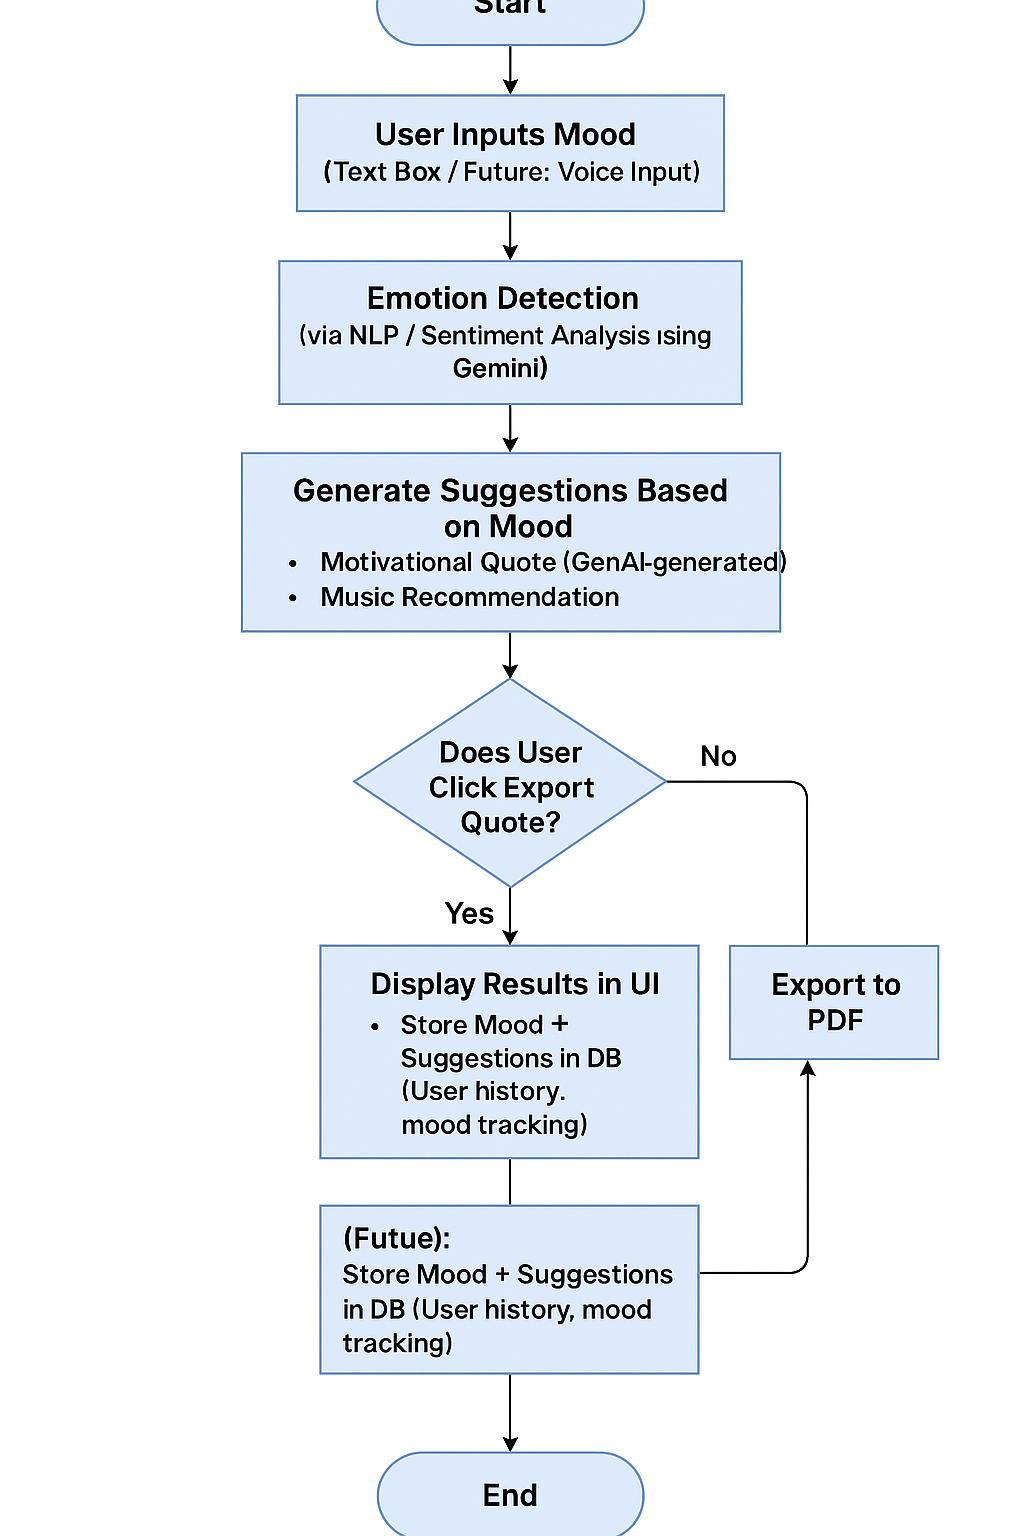 Start
User Inputs Mood
(Text Box / Future: Voice Input)
Emotion Detection
(via NLP / Sentiment Analysis ısing
Gemini)
Generate Suggestions Based
on Mood
• Motivational Quote (GenAI-generated)
• Music Recommendation
Does User
Click Export
Quote?
No
Yes
Display Results in UI
• Store Mood +
Suggestions in DB
(User history.
mood tracking)
Export to
PDF
(Futue):
Store Mood + Suggestions
in DB (User history, mood
tracking)
End